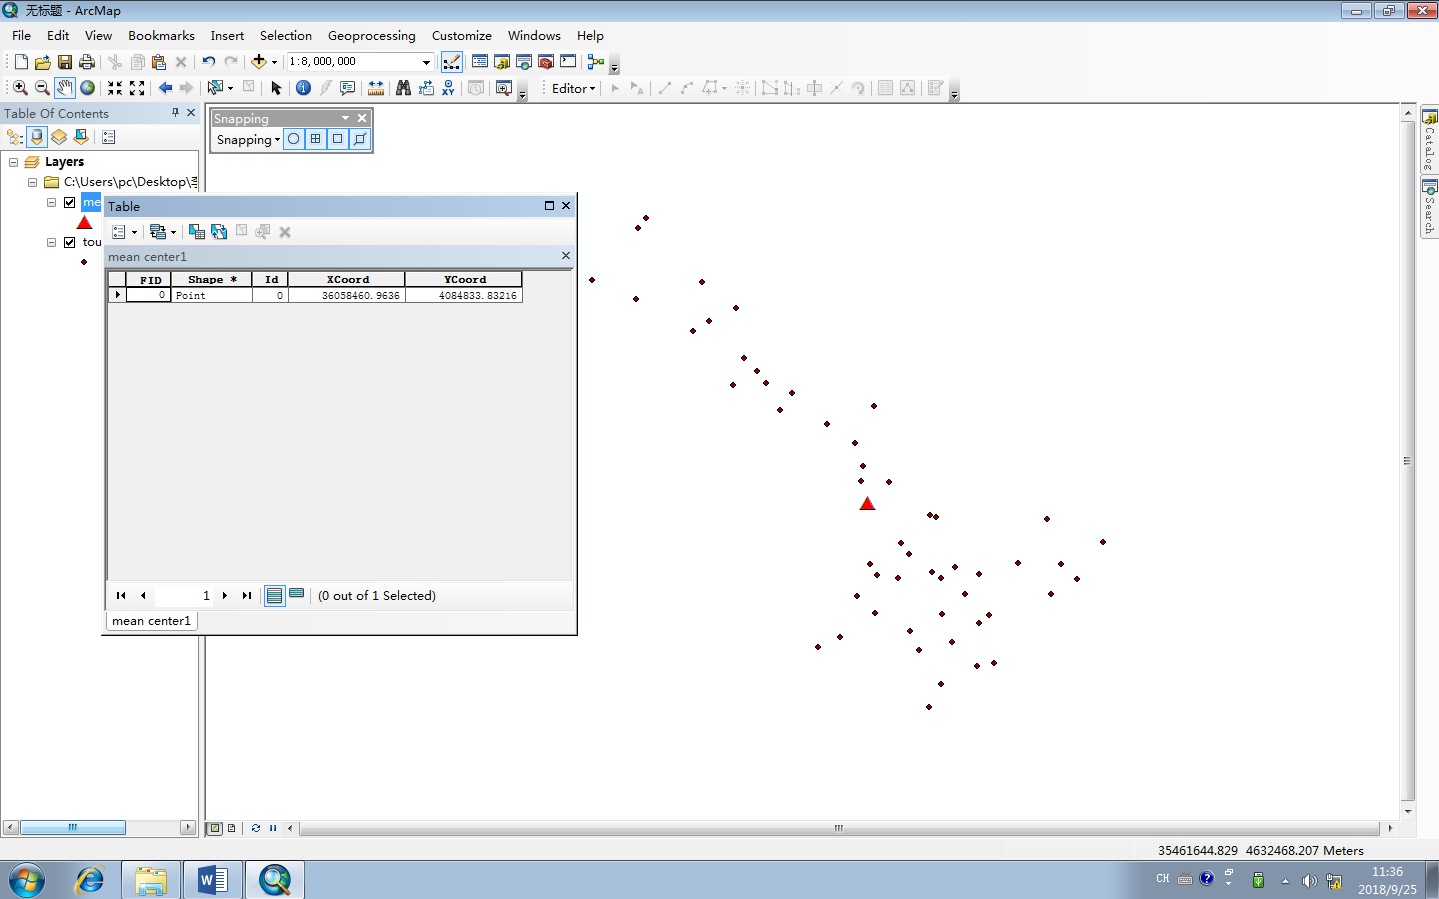 无标题 - ArcMap
File Edit View Bookmarks Insert Selection Geoprocessing Customize Windows Help
1:8,000,000
Editor
Table Of Contents
Snapping
Snapping
Layers
C:\Users\pc\Desktop\
me
tou
Table
mean center1
FID Shape * Id XCoord YCoord
0 Point 0 36058460.9636 4084833.83216
1 (0 out of 1 Selected)
mean center1
Catalog
Search
35461644.829 4632468.207 Meters
CH
11:36
2018/9/25